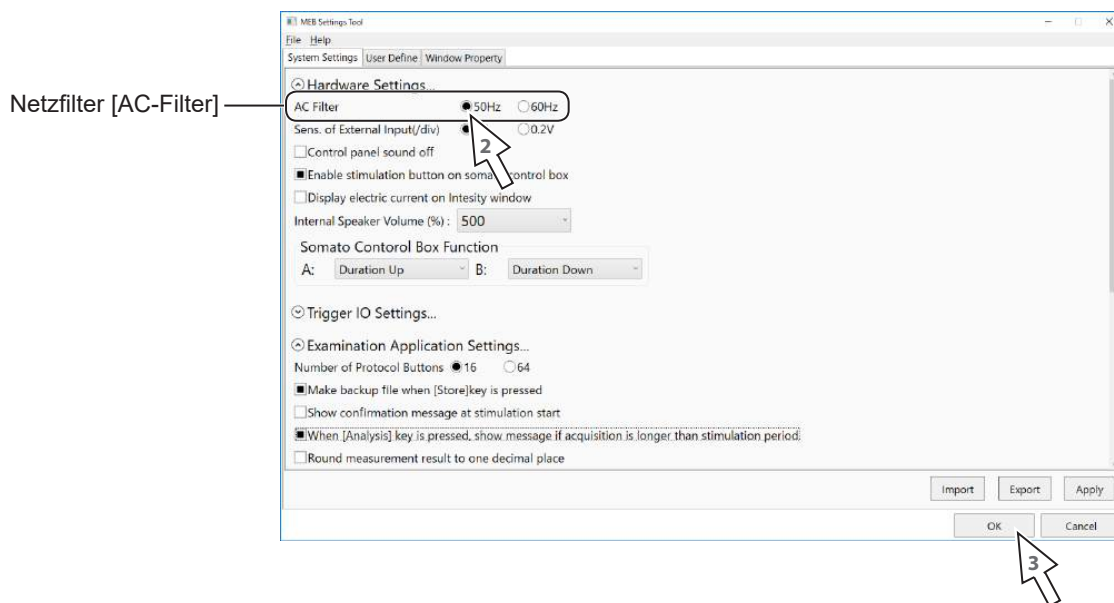 MEB Settings Tool
File Help
System Settings User Define Window Property
Hardware Settings...
Netzfilter [AC-Filter]
AC Filter 50Hz 60Hz
Sens. of External Input(/div) 0.2V
2
Control panel sound off
Enable stimulation button on somato control box
Display electric current on Intesity window
Internal Speaker Volume (%) : 500
Somato Contorol Box Function
A: Duration Up B: Duration Down
Trigger IO Settings...
Examination Application Settings...
Number of Protocol Buttons 16 64
Make backup file when [Store]key is pressed
Show confirmation message at stimulation start
When [Analysis] key is pressed, show message if acquisition is longer than stimulation period.
Round measurement result to one decimal place
Import Export Apply
OK Cancel
3